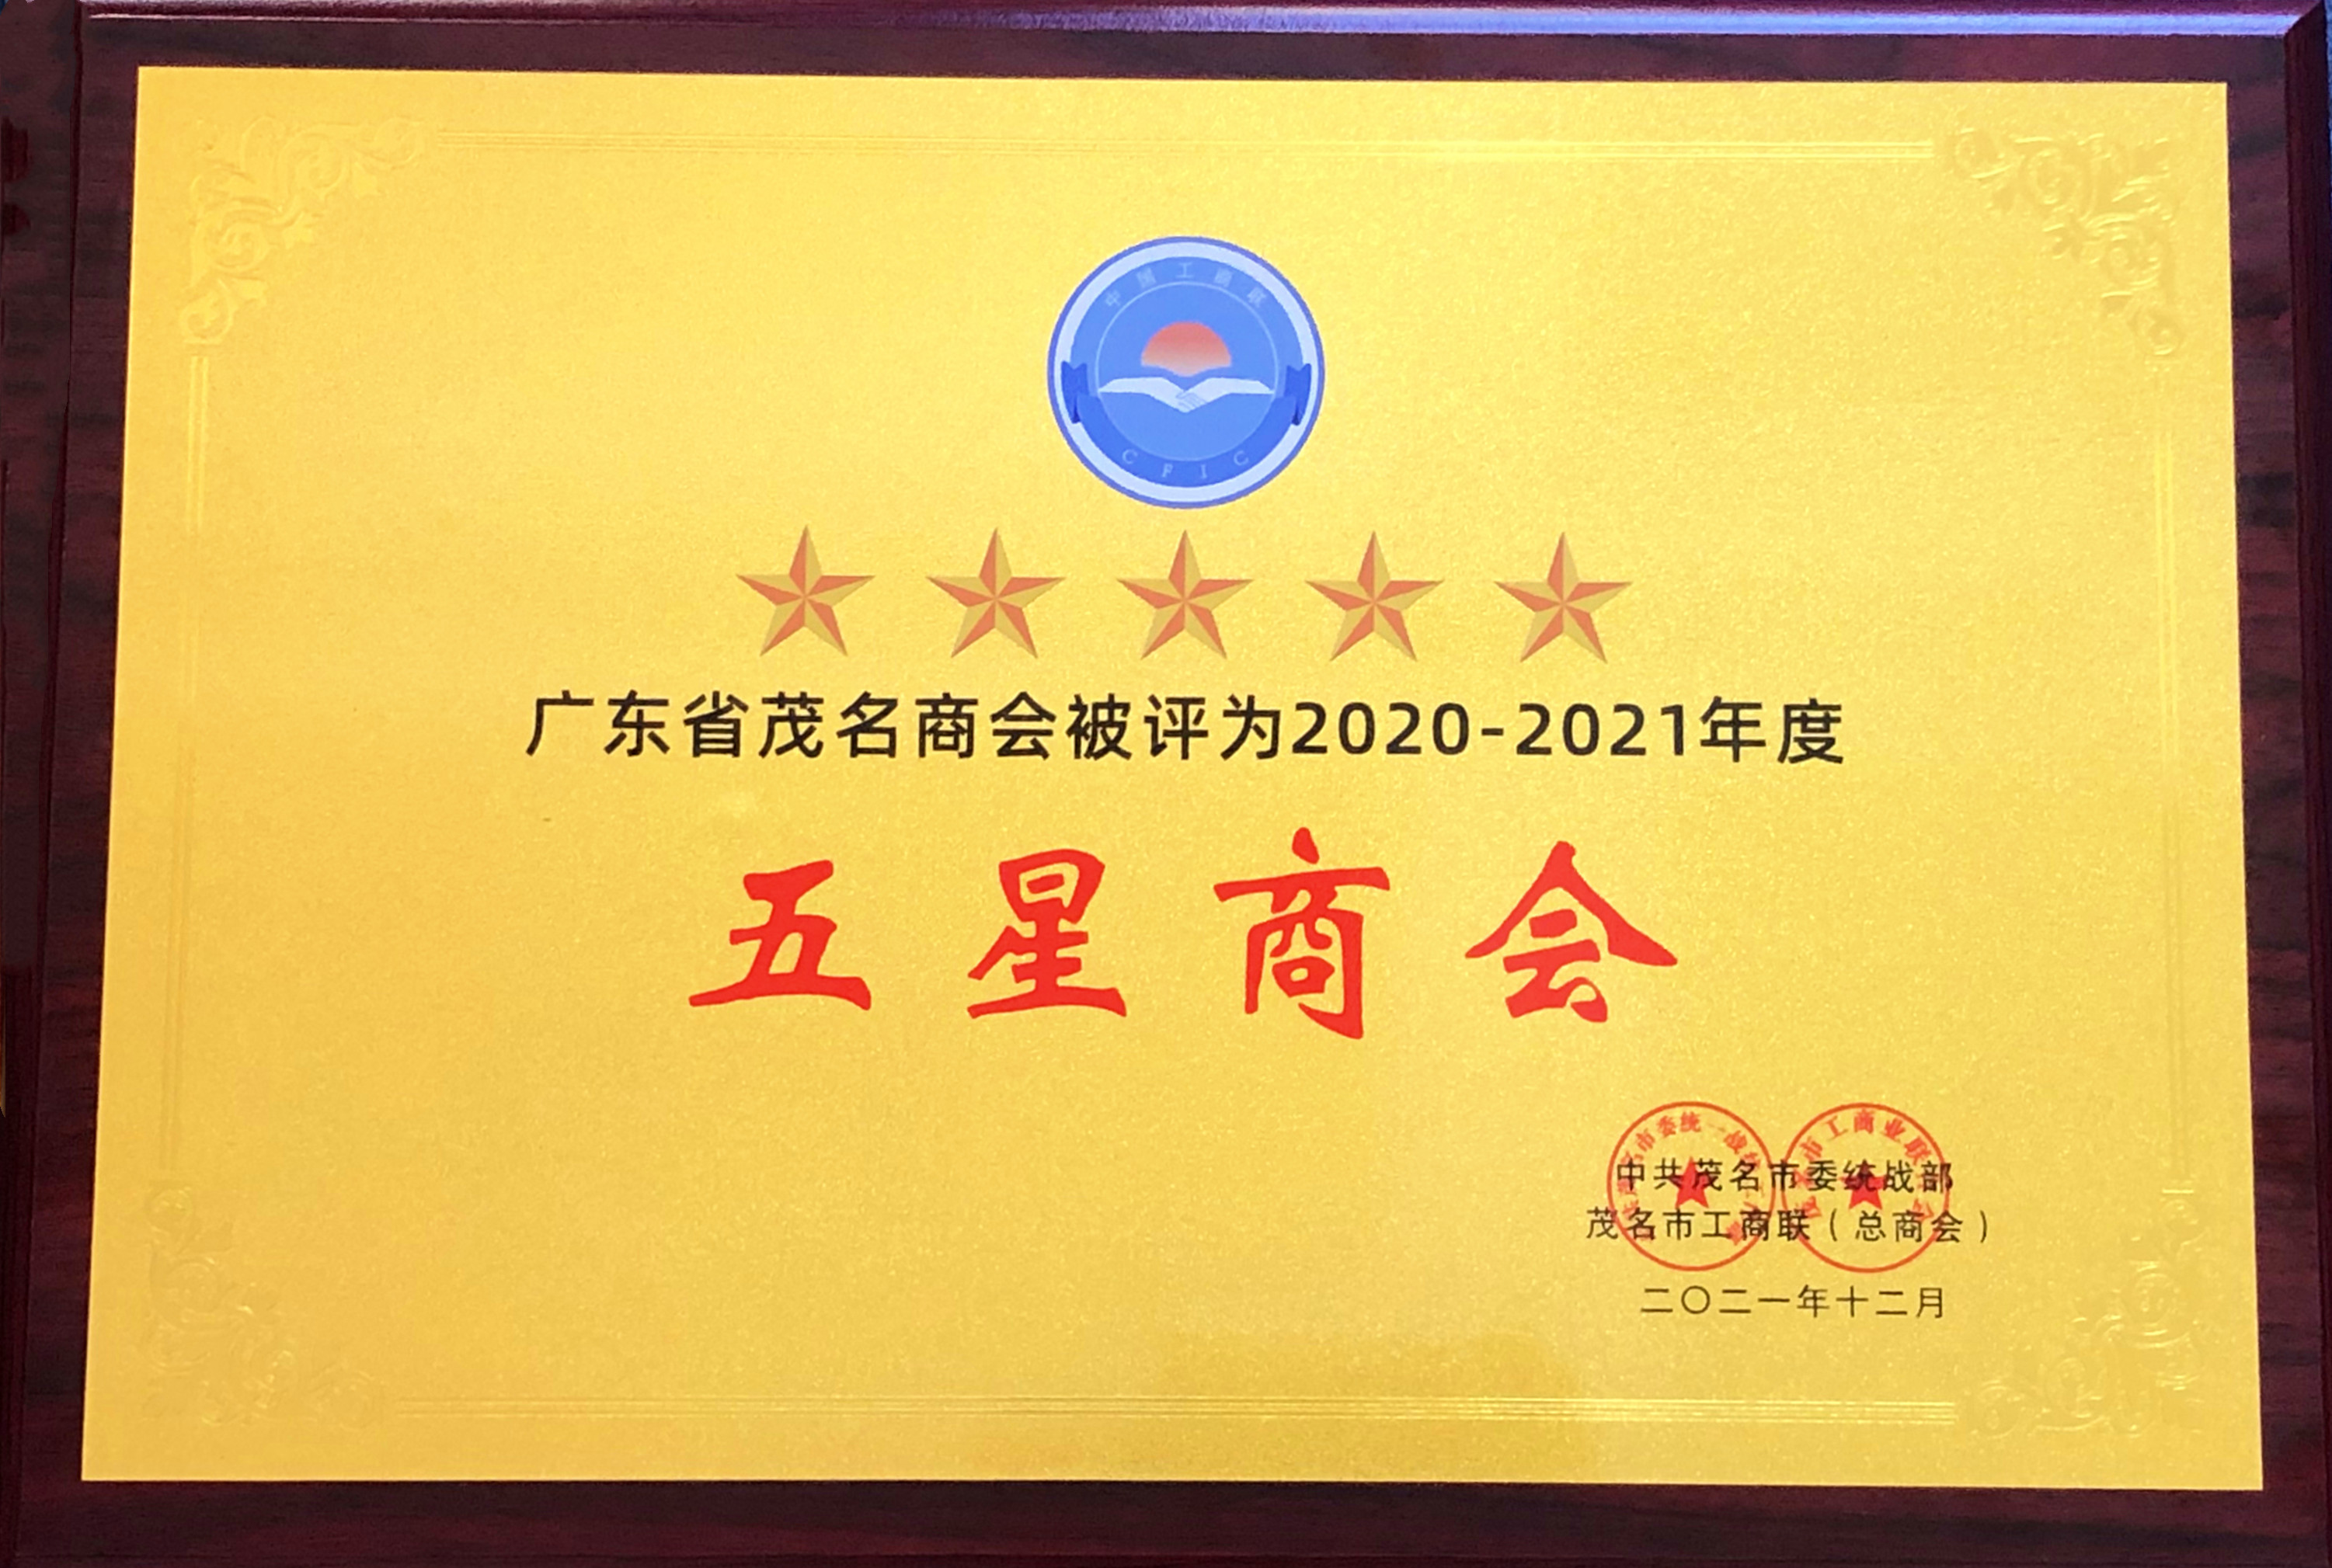 中国工商联
CFIC
广东省茂名商会被评为2020-2021年度
五星商会
中共茂名市委统战部
茂名市工商联（总商会）
二〇二一年十二月